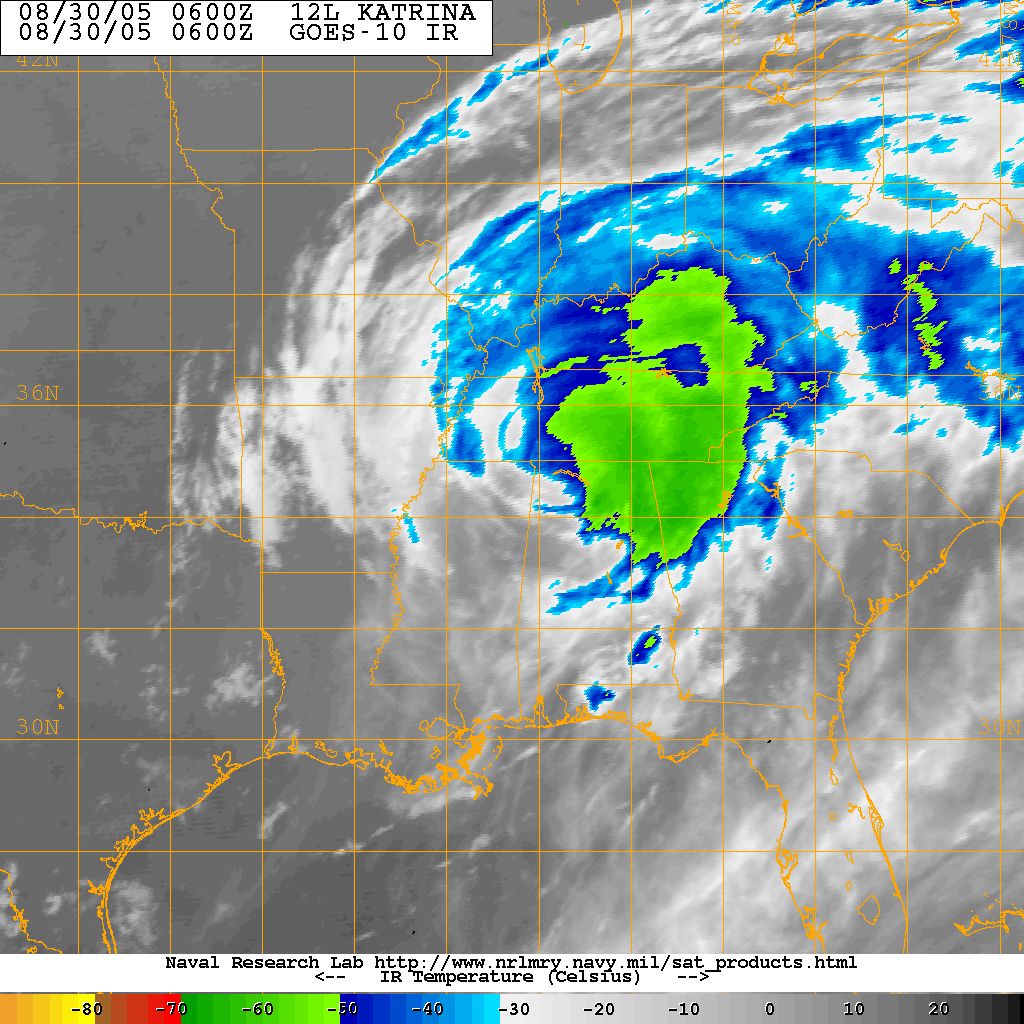 08/30/05 0600Z 12L KATRINA
08/30/05 0600Z GOES-10 IR
42N 42N
36N 36N
30N 30N
Naval Research Lab http://www.nrlmry.navy.mil/sat_products.html
<-- IR Temperature (Celsius) -->
-80 -70 -60 -50 -40 -30 -20 -10 0 10 20